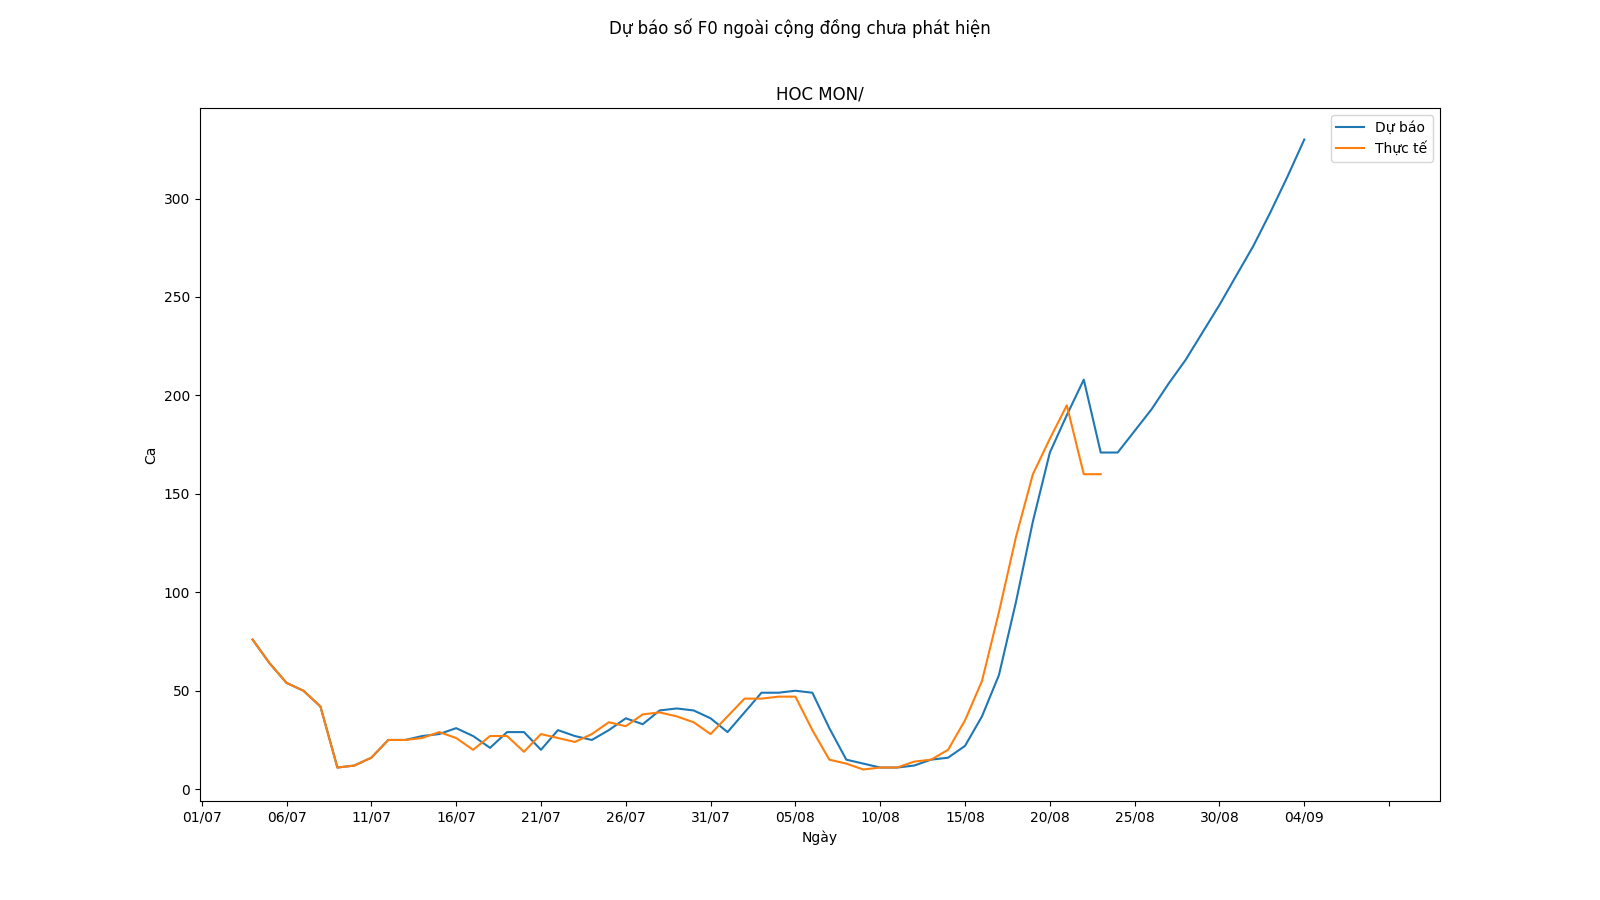 Dự báo số F0 ngoài cộng đồng chưa phát hiện
HOC MON/
Dự báo
Thực tế
300
250
200
150
100
50
0
Ca
01/07 06/07 11/07 16/07 21/07 26/07 31/07 05/08 10/08 15/08 20/08 25/08 30/08 04/09
Ngày